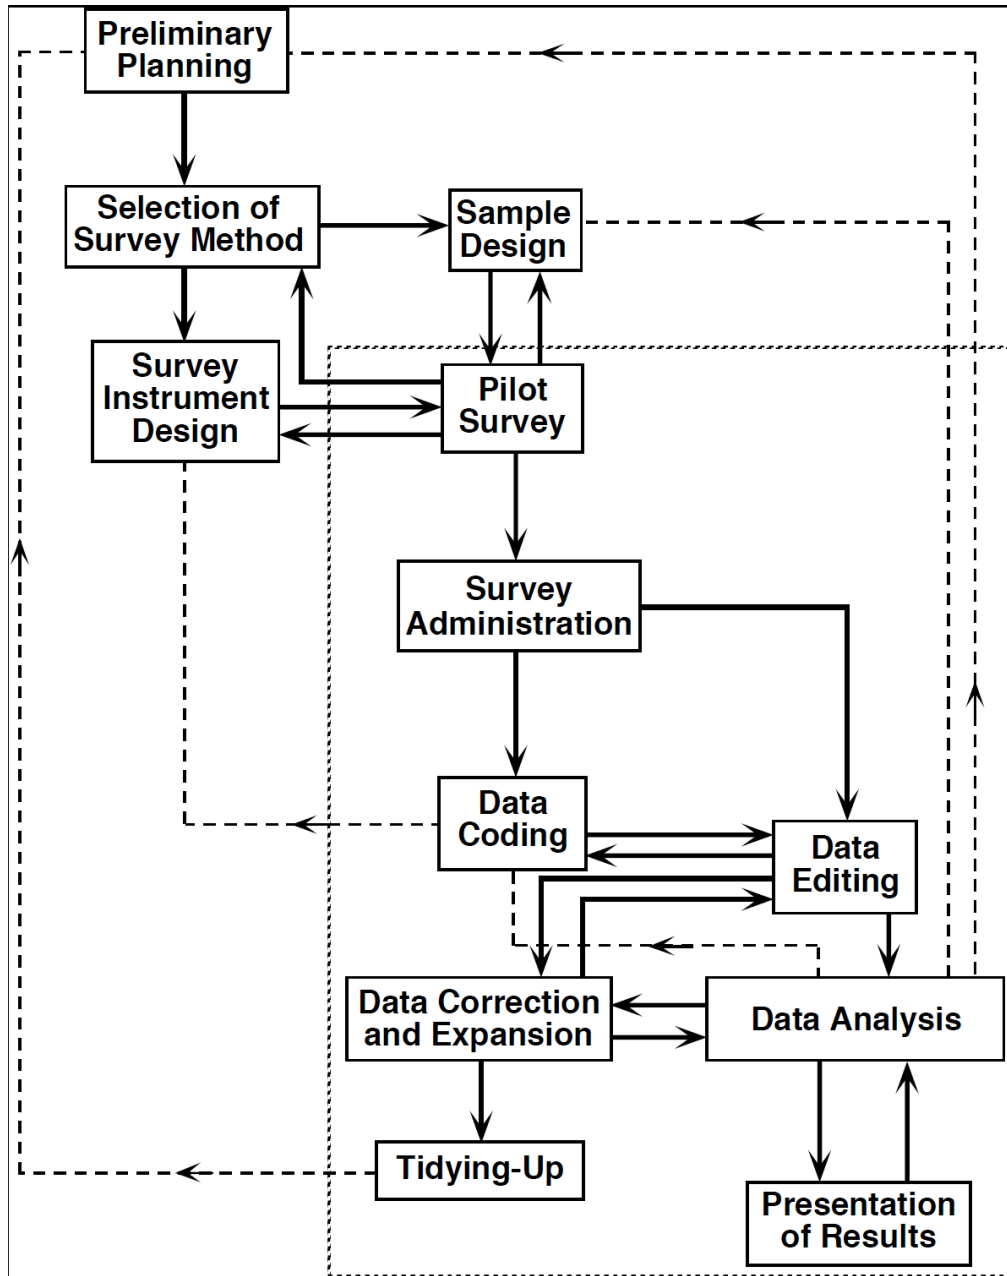 Preliminary
Planning
Selection of
Survey Method
Sample
Design
Survey
Instrument
Design
Pilot
Survey
Survey
Administration
Data
Coding
Data
Editing
Data Correction
and Expansion
Data Analysis
Tidying-Up
Presentation
of Results